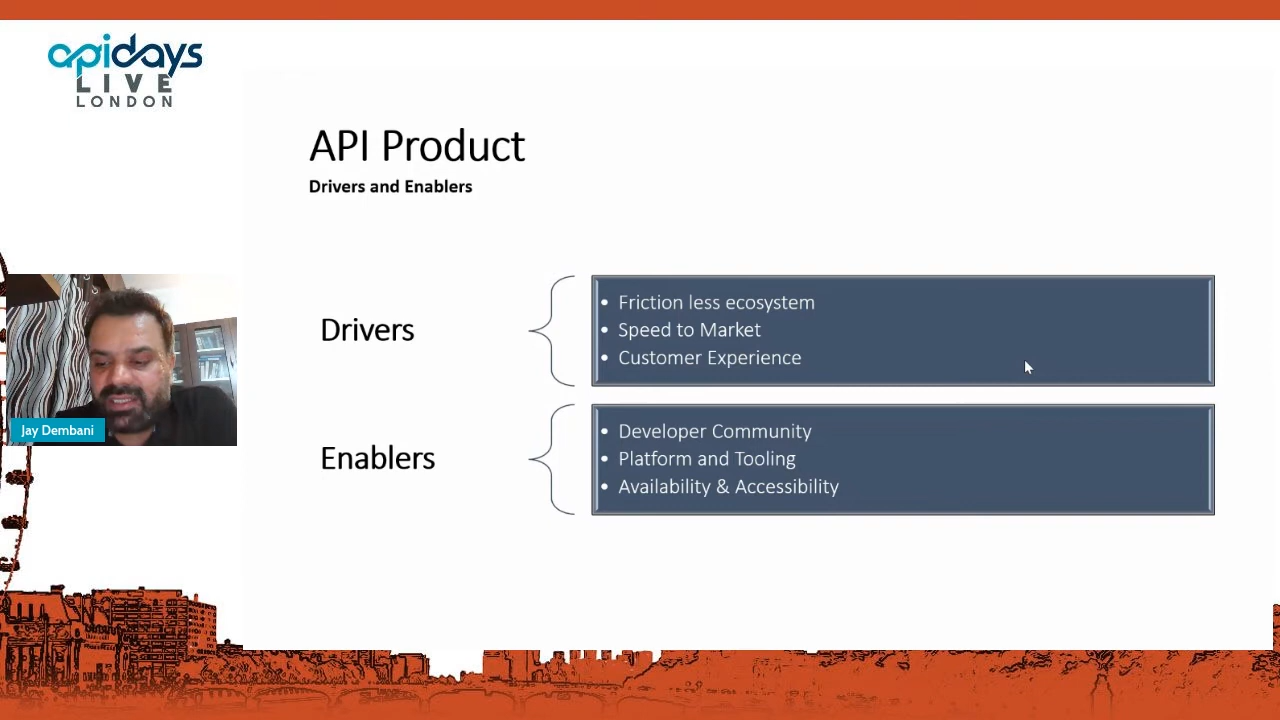 apidays
LIVE
LONDON
API Product
Drivers and Enablers
Drivers
• Friction less ecosystem
• Speed to Market
• Customer Experience
Enablers
• Developer Community
• Platform and Tooling
• Availability & Accessibility
Jay Dembani